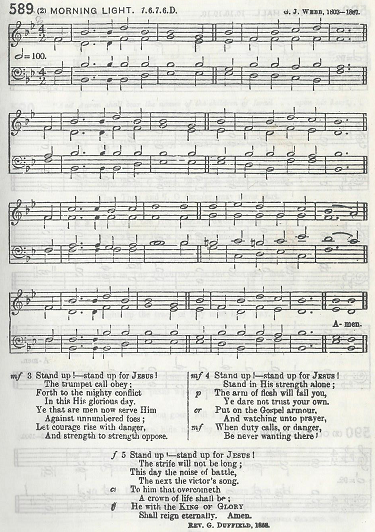 589 (2) MORNING LIGHT. 7.6.7.6.D. G. J. WEBB, 1803–1887.
=100.
A- men.
mf 3 Stand up!—stand up for JESUS!
The trumpet call obey;
Forth to the mighty conflict
In this His glorious day.
Ye that are men now serve Him
Against unnumbered foes;
Let courage rise with danger,
And strength to strength oppose.
mf 4 Stand up!—stand up for JESUS!
Stand in His strength alone;
p The arm of flesh will fail you,
Ye dare not trust your own.
cr Put on the Gospel armour,
And watching unto prayer,
mf When duty calls, or danger,
Be never wanting there!
f 5 Stand up!—stand up for JESUS!
The strife will not be long;
This day the noise of battle,
The next the victor's song.
To him that overcometh
A crown of life shall be;
ff He with the KING OF GLORY
Shall reign eternally. Amen.
REV. G. DUFFIELD, 1858.